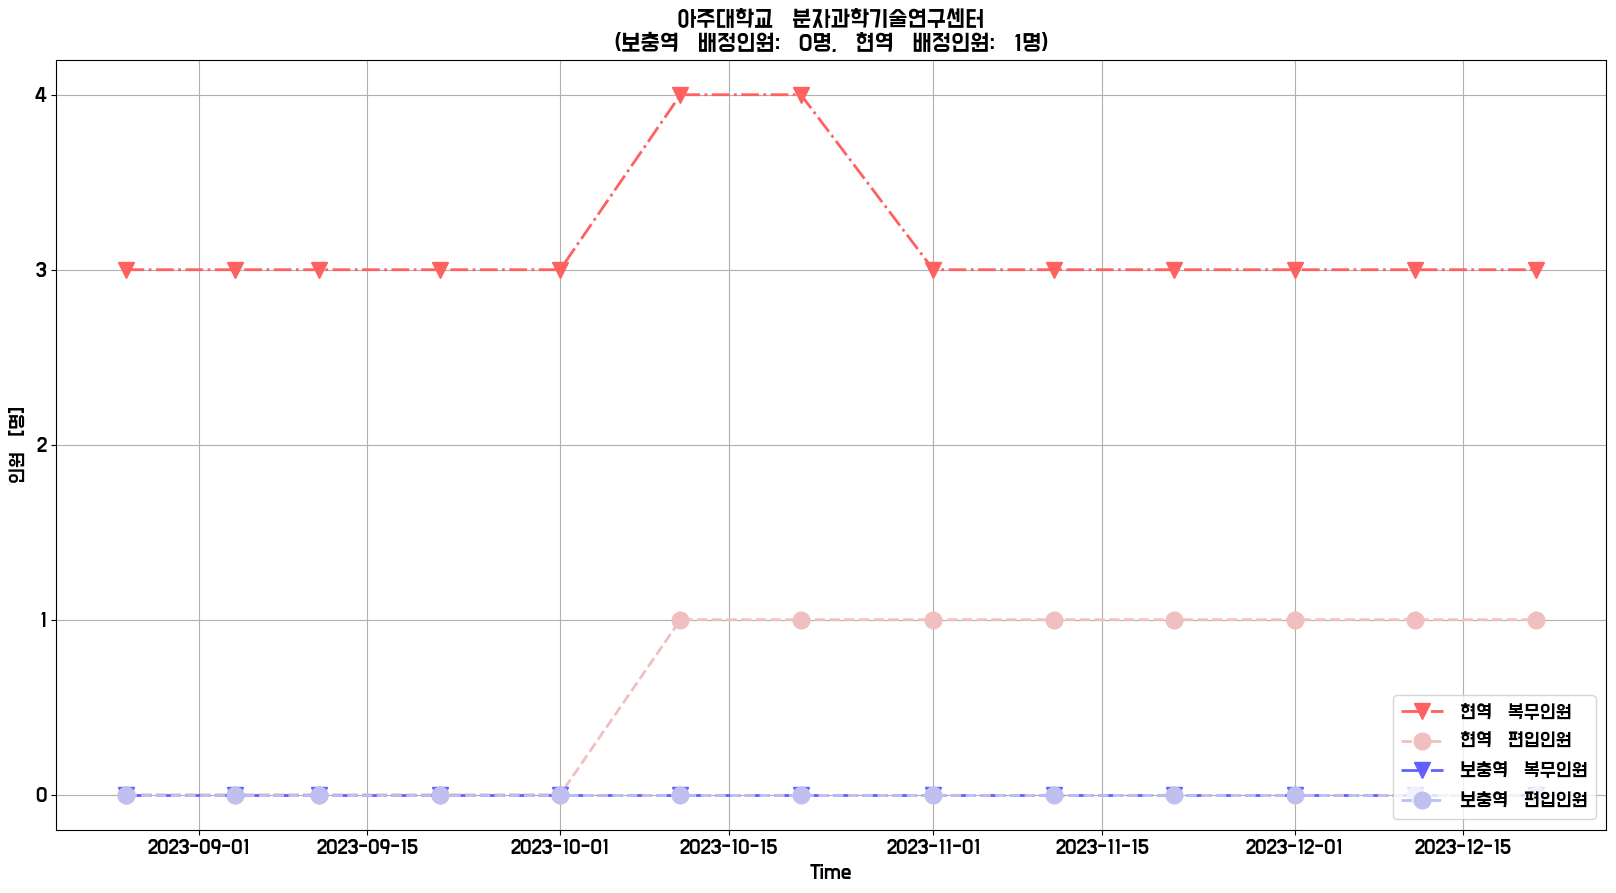 아주대학교 분자과학기술연구센터
(보충역 배정인원: 0명, 현역 배정인원: 1명)
인원 [명]
4
3
2
1
0
현역 복무인원
현역 편입인원
보충역 복무인원
보충역 편입인원
2023-09-01 2023-09-15 2023-10-01 2023-10-15 2023-11-01 2023-11-15 2023-12-01 2023-12-15
Time